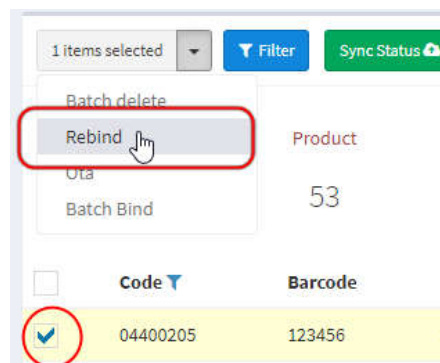 1 items selected Filter Sync Status
Batch delete
Rebind
Ota
Batch Bind
Product
53
Code Barcode
04400205 123456